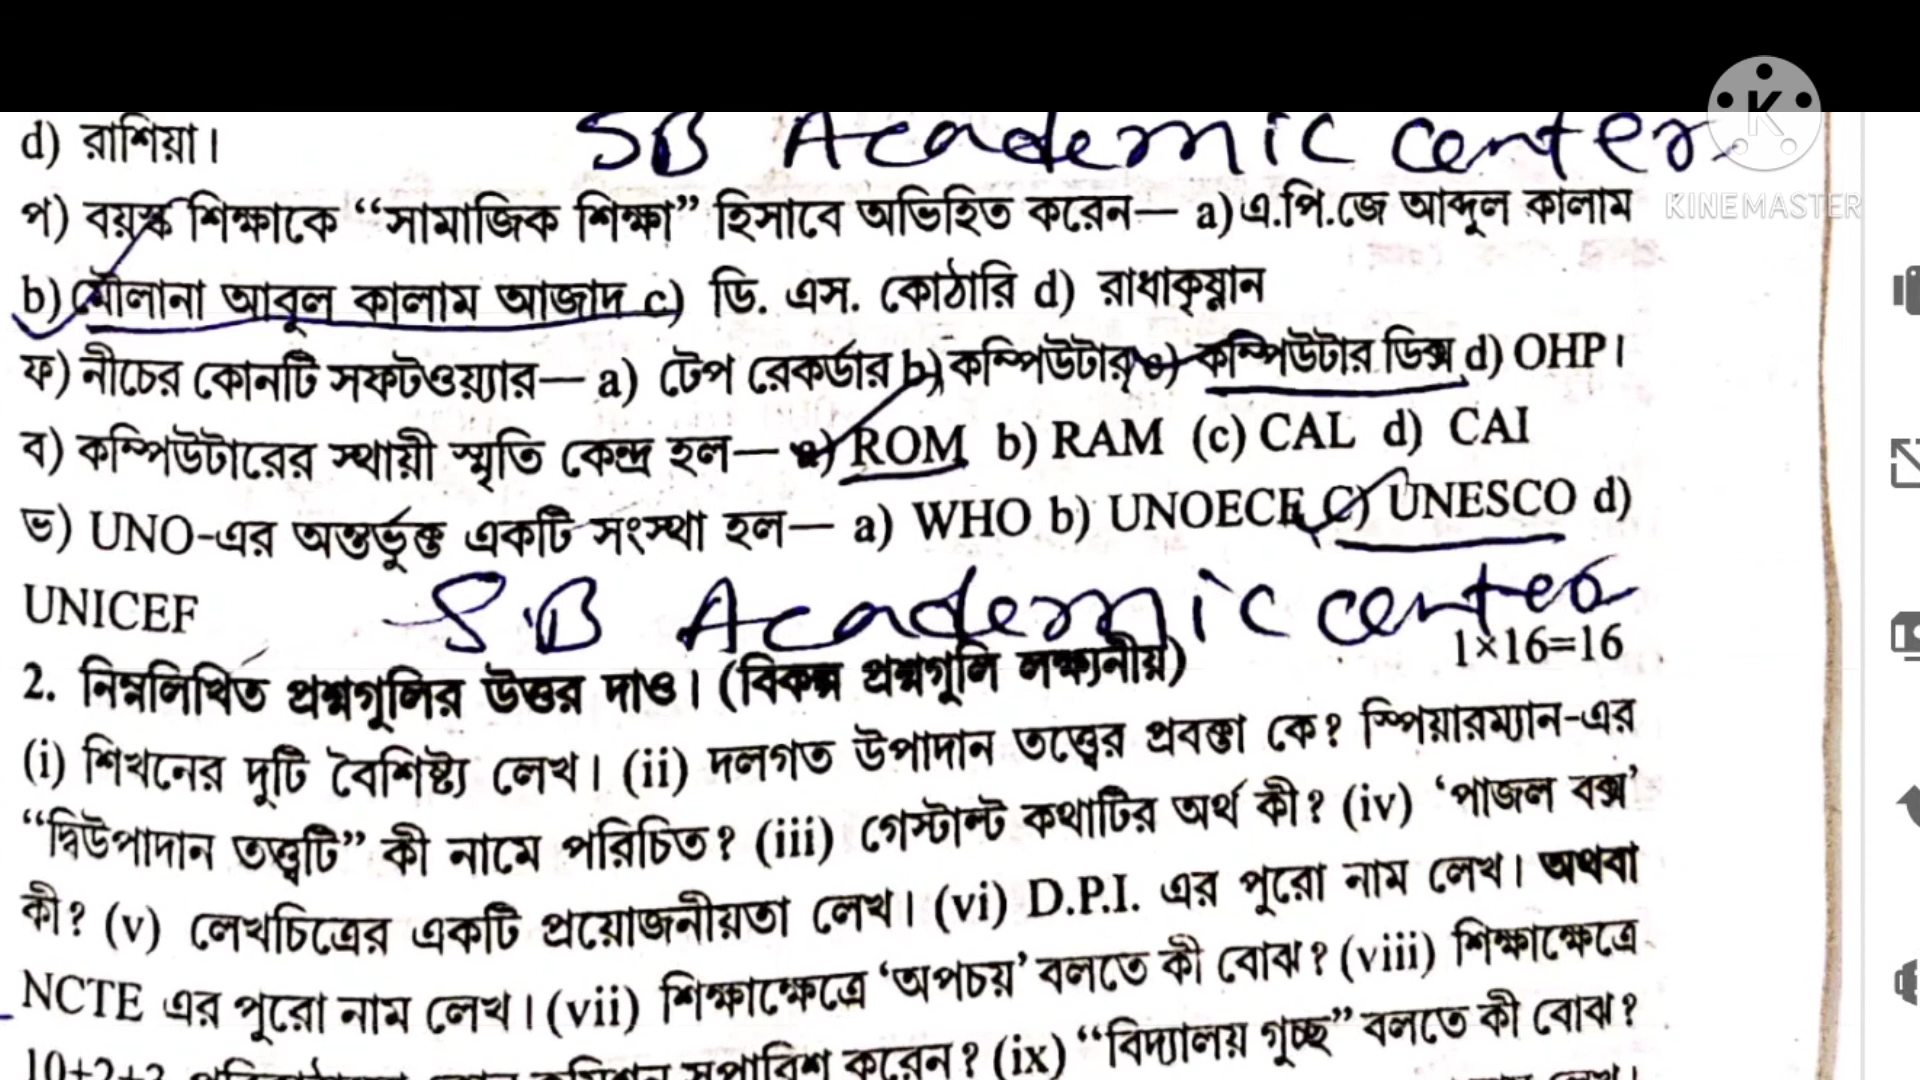 d) রাশিয়া।
SB Academic center
KINEMASTER
প) বয়স্ক শিক্ষাকে “সামাজিক শিক্ষা” হিসাবে অভিহিত করেন— a) এ.পি.জে আব্দুল কালাম
b) মৌলানা আবুল কালাম আজাদ c) ডি. এস. কোঠারি d) রাধাকৃষ্ণান
ফ) নীচের কোনটি সফটওয়্যার— a) টেপ রেকর্ডার b) কম্পিউটার c) কম্পিউটার ডিস্ক d) OHP।
ব) কম্পিউটারের স্থায়ী স্মৃতি কেন্দ্র হল— a) ROM b) RAM (c) CAL d) CAI
ভ) UNO-এর অন্তর্ভুক্ত একটি সংস্থা হল— a) WHO b) UNOECE C) UNESCO d)
UNICEF
S.B Academic center
1×16=16
2. নিম্নলিখিত প্রশ্নগুলির উত্তর দাও। (বিকল্প প্রশ্নগুলি লক্ষ্যনীয়)
(i) শিখনের দুটি বৈশিষ্ট্য লেখ। (ii) দলগত উপাদান তত্ত্বের প্রবক্তা কে? স্পিয়ারম্যান-এর
“দ্বিউপাদান তত্ত্বটি” কী নামে পরিচিত? (iii) গেস্টাল্ট কথাটির অর্থ কী? (iv) ‘পাজল বক্স’
কী? (v) লেখচিত্রের একটি প্রয়োজনীয়তা লেখ। (vi) D.P.I. এর পুরো নাম লেখ। অথবা
NCTE এর পুরো নাম লেখ। (vii) শিক্ষাক্ষেত্রে ‘অপচয়’ বলতে কী বোঝ? (viii) শিক্ষাক্ষেত্রে
সুপারিশ করেন? (ix) “বিদ্যালয় গুচ্ছ” বলতে কী বোঝ?